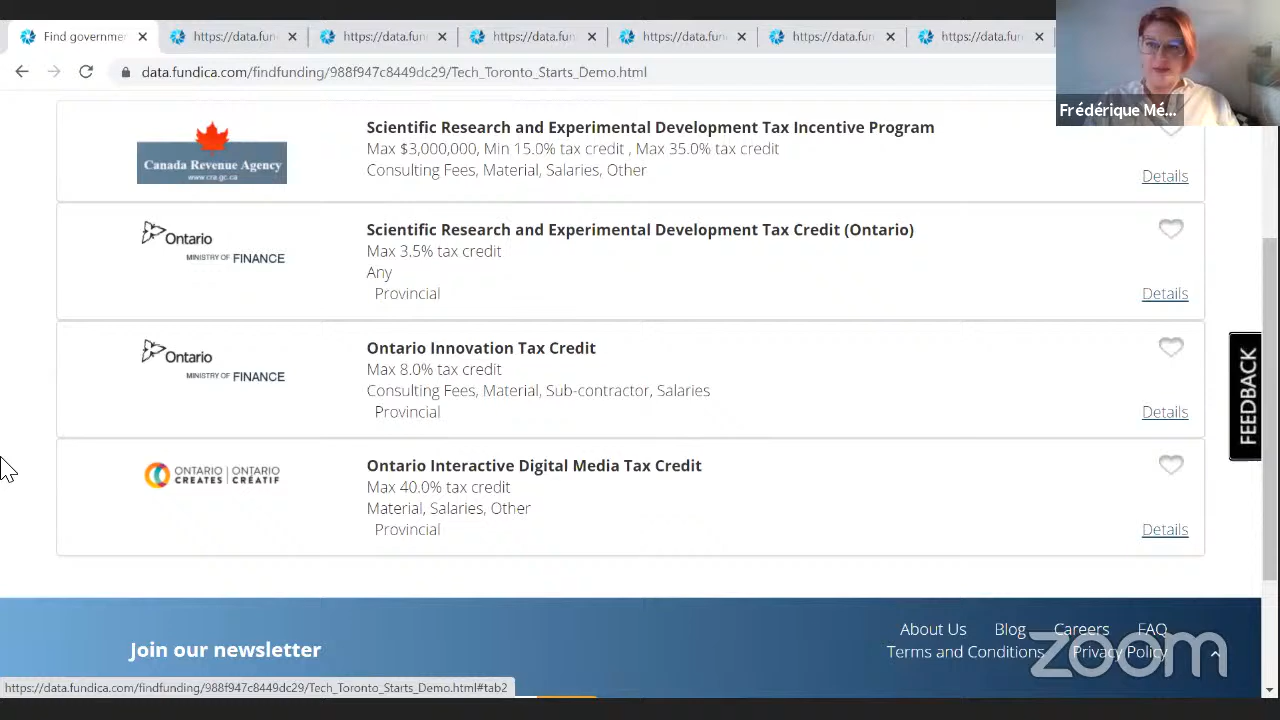 Find governme
https://data.fun
https://data.fun
https://data.fun
https://data.fun
https://data.fun
https://data.fun
data.fundica.com/findfunding/988f947c8449dc29/Tech_Toronto_Starts_Demo.html
Frédérique Mé...
Canada Revenue Agency
www.cra.gc.ca
Scientific Research and Experimental Development Tax Incentive Program
Max $3,000,000, Min 15.0% tax credit , Max 35.0% tax credit
Consulting Fees, Material, Salaries, Other
Details
Ontario
MINISTRY OF FINANCE
Scientific Research and Experimental Development Tax Credit (Ontario)
Max 3.5% tax credit
Any
Provincial
Details
Ontario
MINISTRY OF FINANCE
Ontario Innovation Tax Credit
Max 8.0% tax credit
Consulting Fees, Material, Sub-contractor, Salaries
Provincial
Details
ONTARIO | ONTARIO
CREATES | CRÉATIF
Ontario Interactive Digital Media Tax Credit
Max 40.0% tax credit
Material, Salaries, Other
Provincial
Details
FEEDBACK
Join our newsletter
About Us Blog Careers FAQ
Terms and Conditions Privacy Policy
zoom
https://data.fundica.com/findfunding/988f947c8449dc29/Tech_Toronto_Starts_Demo.html#tab2